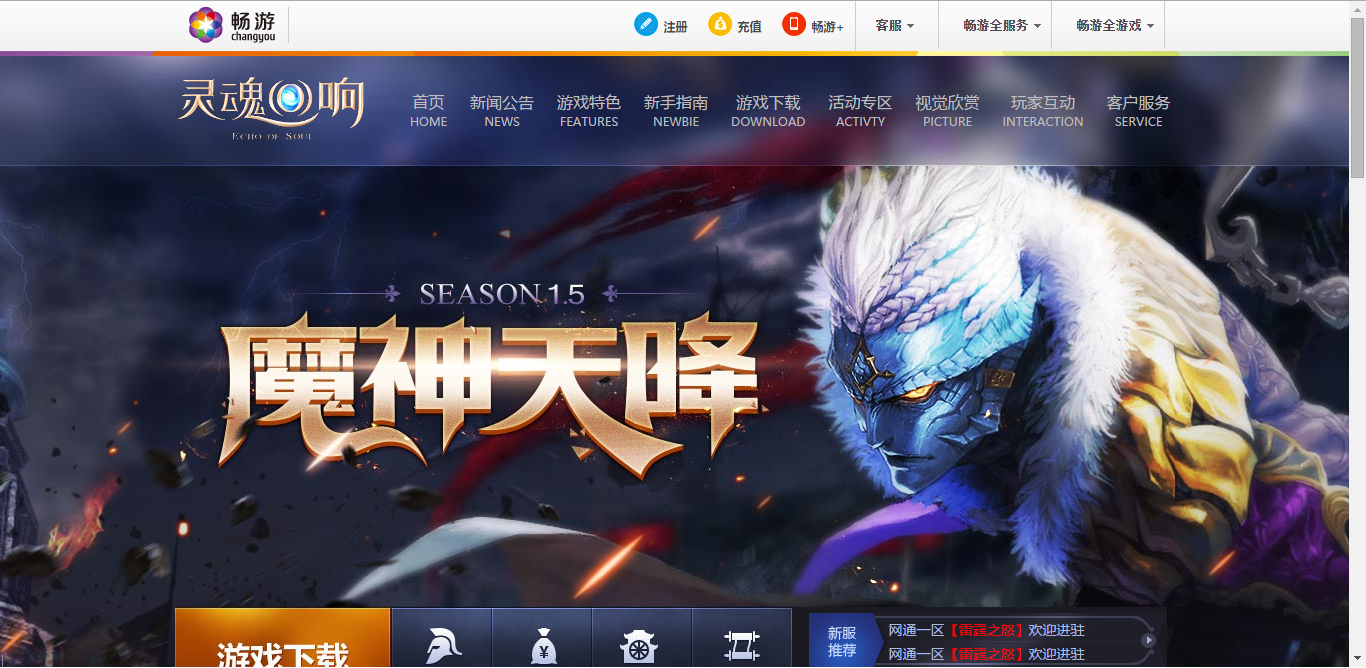 畅游
changyou
注册
充值
畅游+
客服
畅游全服务
畅游全游戏
灵魂回响
ECHO OF SOUL
首页
HOME
新闻公告
NEWS
游戏特色
FEATURES
新手指南
NEWBIE
游戏下载
DOWNLOAD
活动专区
ACTIVTY
视觉欣赏
PICTURE
玩家互动
INTERACTION
客户服务
SERVICE
SEASON 1.5
魔神天降
游戏下载
¥
新服
推荐
网通一区【雷霆之怒】欢迎进驻
网通一区【雷霆之怒】欢迎进驻